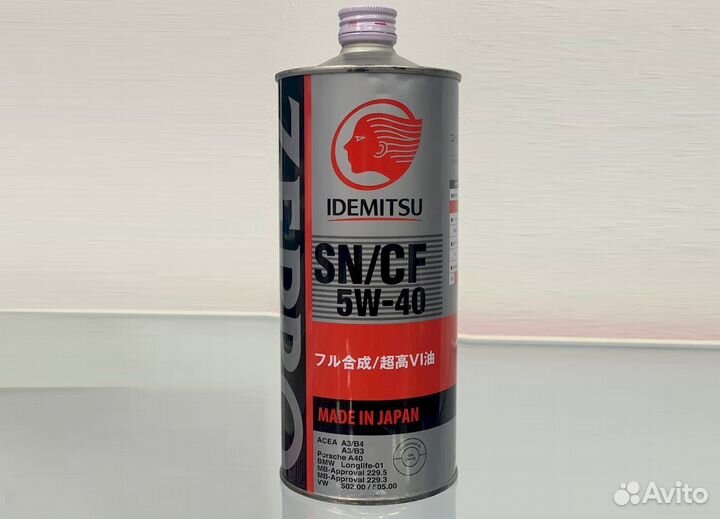 ZEPRO
IDEMITSU
SN/CF
5W-40
フル合成/超高VI油
MADE IN JAPAN
ACEA A3/B4
A3/B3
Porsche A40
BMW Longlife-01
MB-Approval 229.5
MB-Approval 229.3
VW 502.00 / 505.00
Avito